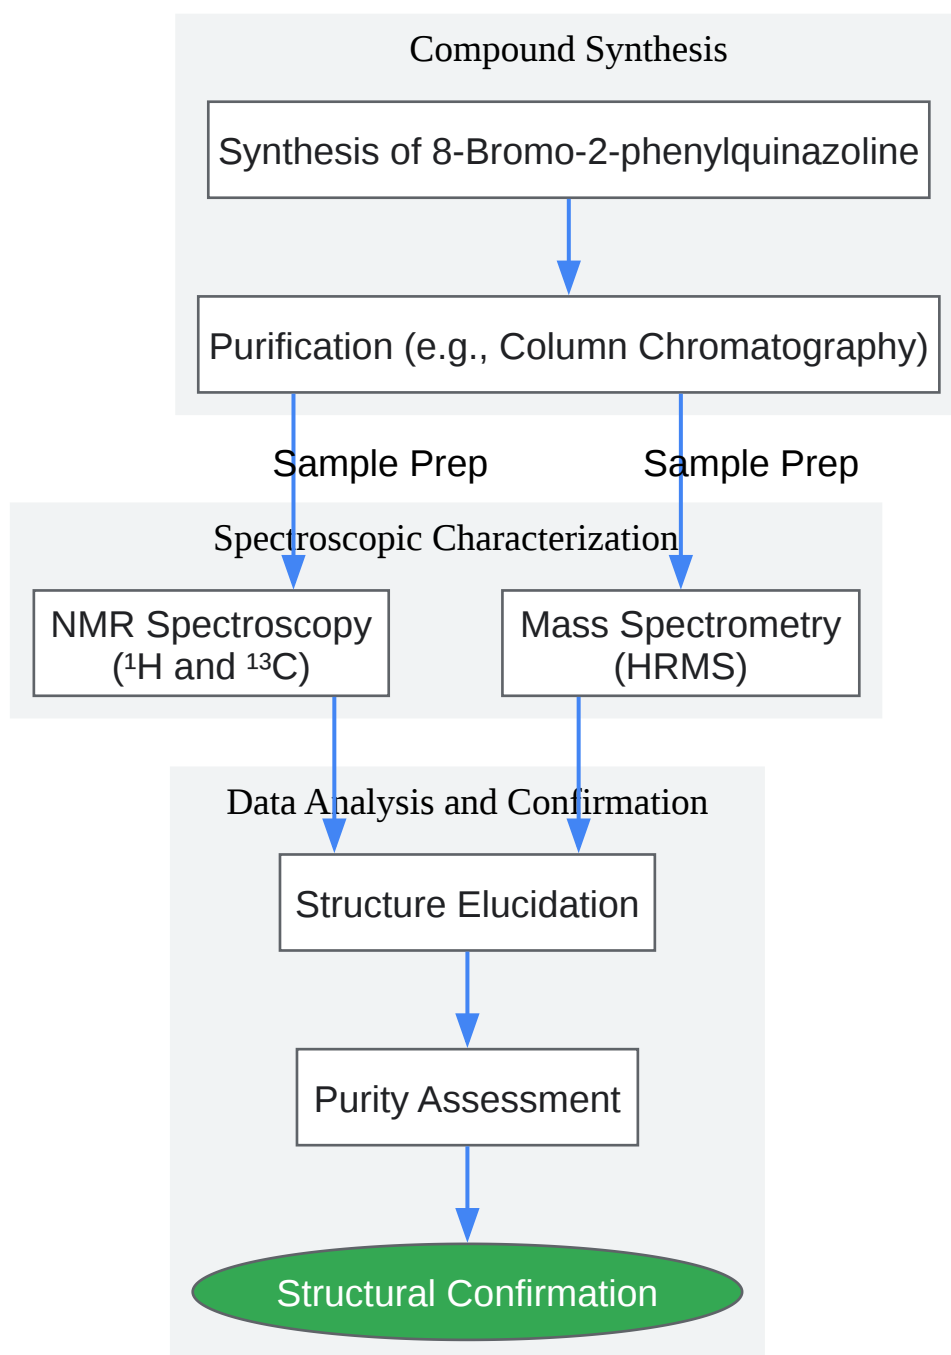 Compound Synthesis
Synthesis of 8-Bromo-2-phenylquinazoline
Purification (e.g., Column Chromatography)
Sample Prep
Sample Prep
Spectroscopic Characterization
NMR Spectroscopy
(¹H and ¹³C)
Mass Spectrometry
(HRMS)
Data Analysis and Confirmation
Structure Elucidation
Purity Assessment
Structural Confirmation